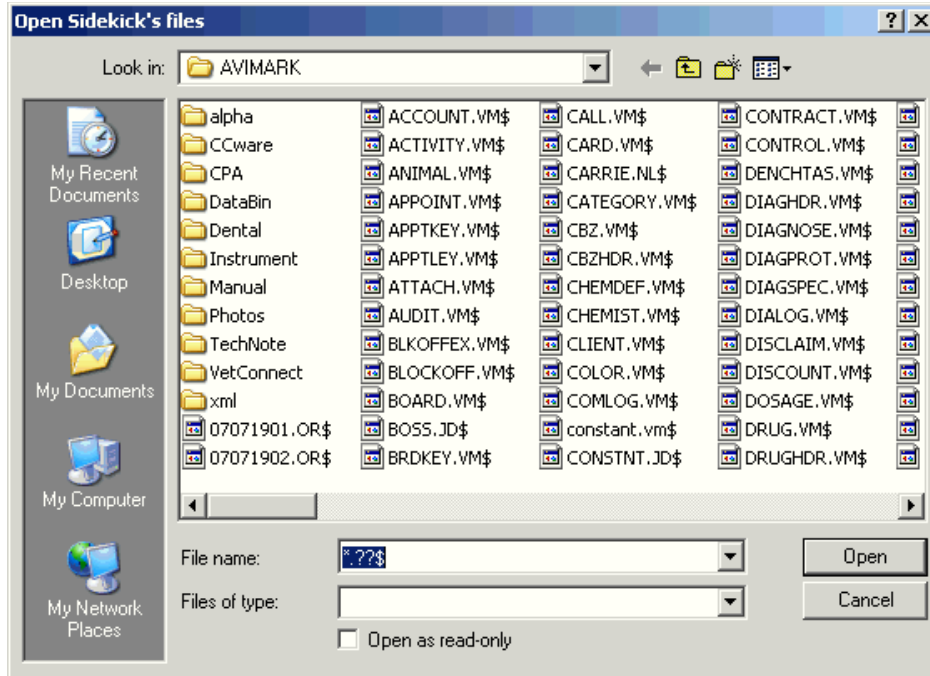 Open Sidekick's files
Look in: AVIMARK
My Recent
Documents
Desktop
My Documents
My Computer
My Network
Places
alpha ACCOUNT.VM$ CALL.VM$ CONTRACT.VM$
CCware ACTIVITY.VM$ CARD.VM$ CONTROL.VM$
CPA ANIMAL.VM$ CARRIE.NL$ DENCHTAS.VM$
DataBin APPOINT.VM$ CATEGORY.VM$ DIAGHDR.VM$
Dental APPTKEY.VM$ CBZ.VM$ DIAGNOSE.VM$
Instrument APPTLEY.VM$ CBZHDR.VM$ DIAGPROT.VM$
Manual ATTACH.VM$ CHEMDEF.VM$ DIAGSPEC.VM$
Photos AUDIT.VM$ CHEMIST.VM$ DIALOG.VM$
TechNote BLKOFFEX.VM$ CLIENT.VM$ DISCLAIM.VM$
VetConnect BLOCKOFF.VM$ COLOR.VM$ DISCOUNT.VM$
xml BOARD.VM$ COMLOG.VM$ DOSAGE.VM$
07071901.OR$ BOSS.JD$ constant.vm$ DRUG.VM$
07071902.OR$ BRDKEY.VM$ CONSTNT.JD$ DRUGHDR.VM$
File name: *.??$ Open
Files of type: Cancel
Open as read-only